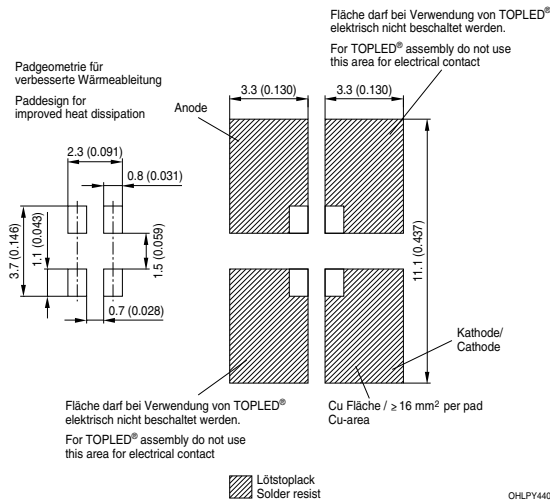 Fläche darf bei Verwendung von TOPLED®
elektrisch nicht beschaltet werden.
For TOPLED® assembly do not use
this area for electrical contact
Padgeometrie für
verbesserte Wärmeableitung
Paddesign for
improved heat dissipation
3.3 (0.130)
3.3 (0.130)
Anode
2.3 (0.091)
0.8 (0.031)
3.7 (0.146)
1.1 (0.043)
1.5 (0.059)
0.7 (0.028)
11.1 (0.437)
Kathode/
Cathode
Fläche darf bei Verwendung von TOPLED®
elektrisch nicht beschaltet werden.
For TOPLED® assembly do not use
this area for electrical contact
Cu Fläche / ≥ 16 mm² per pad
Cu-area
Lötstoplack
Solder resist
OHLPY440